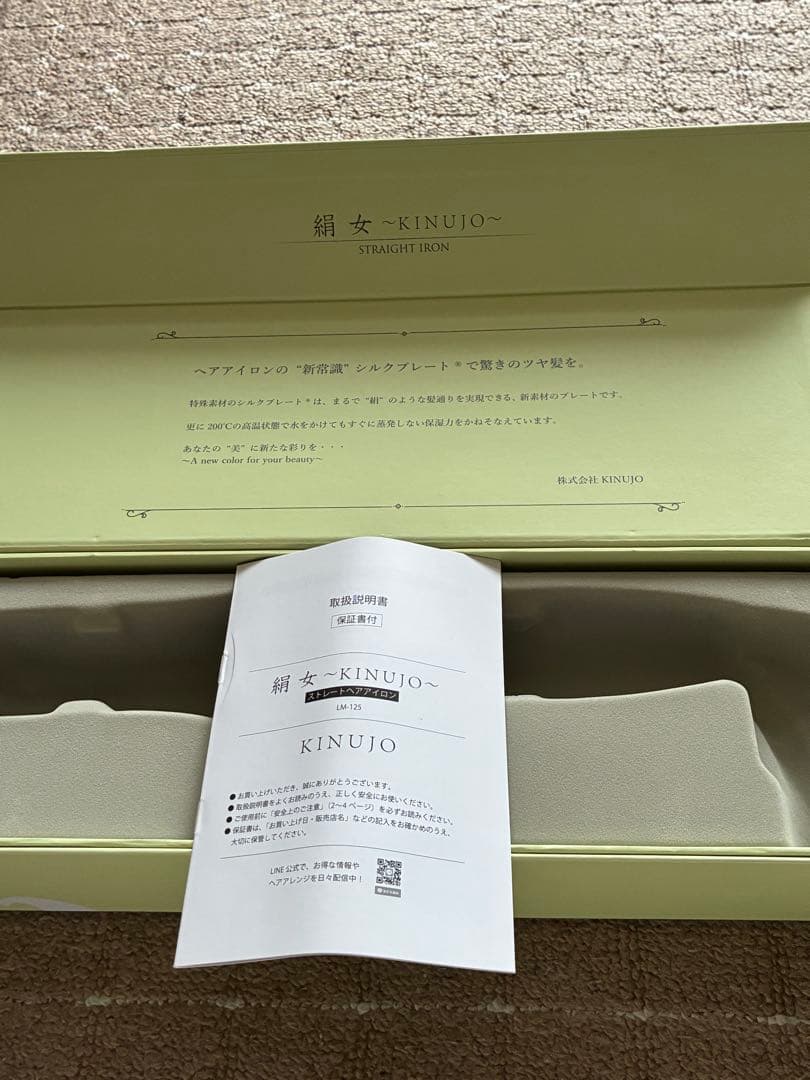 絹女 ~KINUJO~
STRAIGHT IRON
ヘアアイロンの“新常識”シルクプレート®で驚きのツヤ髪を。
特殊素材のシルクプレート®は、まるで“絹”のような髪通りを実現できる、新素材のプレートです。
更に200℃の高温状態で水をかけてもすぐに蒸発しない保湿力をかねそなえています。
あなたの“美”に新たな彩りを・・・
~A new color for your beauty~
株式会社 KINUJO
取扱説明書
保証書付
絹女 ~KINUJO~
ストレートヘアアイロン
LM-125
KINUJO
●お買い上げいただき、誠にありがとうございます。
●取扱説明書をよくお読みのうえ、正しく安全にお使いください。
●ご使用前に「安全上のご注意」(2~4ページ)を必ずお読みください。
●保証書は、「お買い上げ日・販売店名」などの記入をお確かめのうえ、
大切に保管してください。
LINE公式で、お得な情報や
ヘアアレンジを日々配信中!